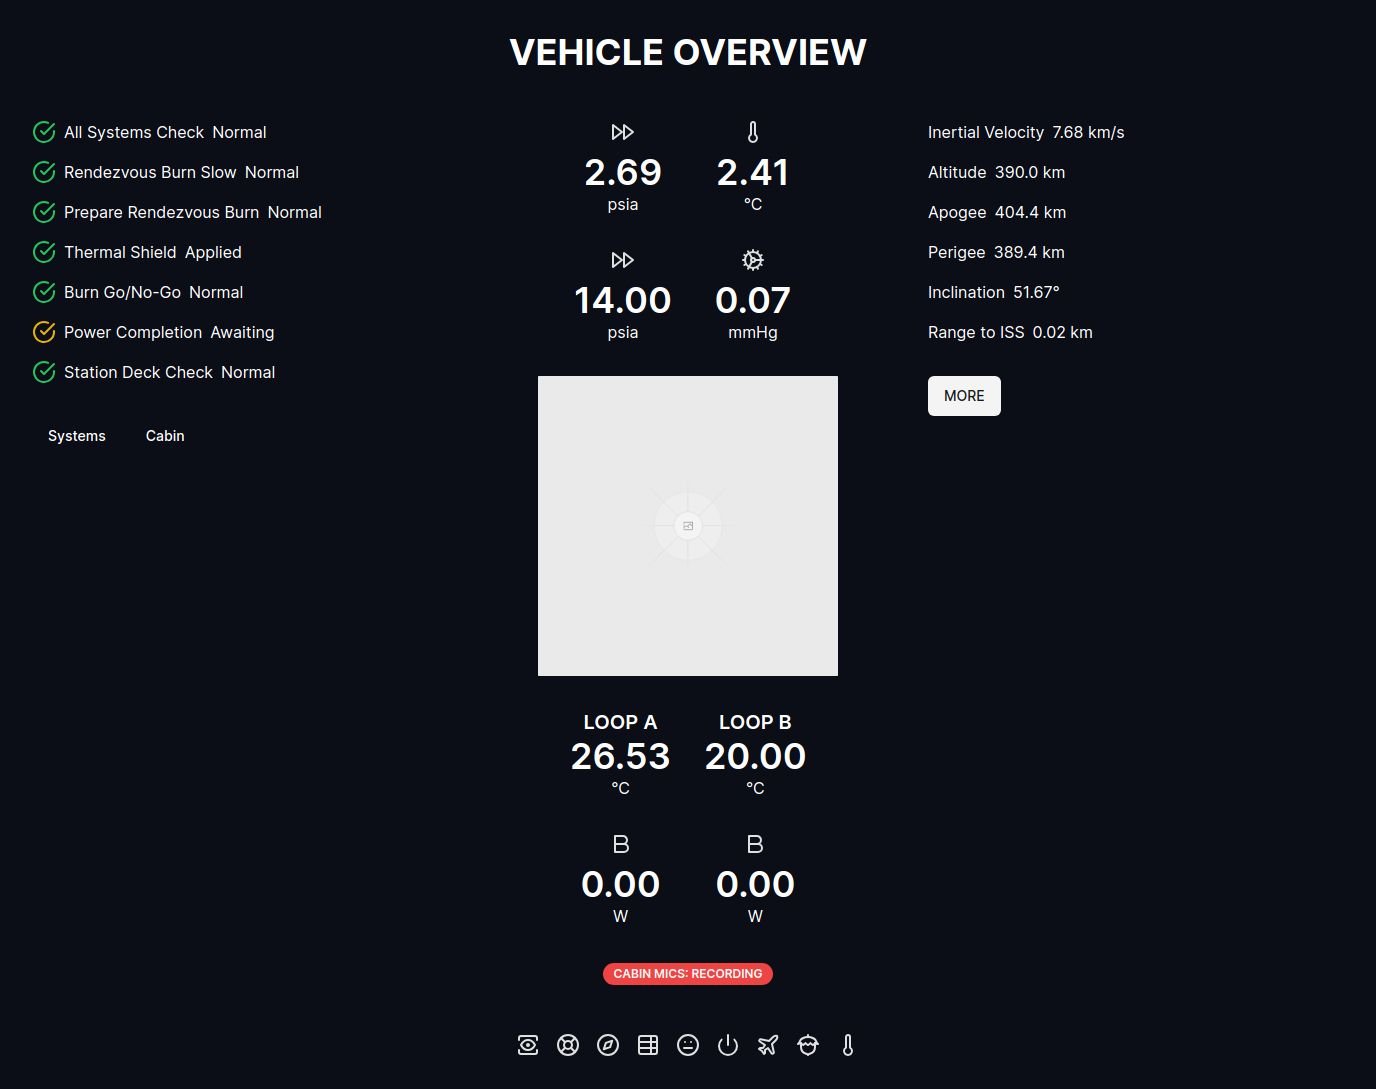 VEHICLE OVERVIEW
All Systems Check Normal
Rendezvous Burn Slow Normal
Prepare Rendezvous Burn Normal
Thermal Shield Applied
Burn Go/No-Go Normal
Power Completion Awaiting
Station Deck Check Normal
Systems Cabin
2.69 2.41
psia °C
14.00 0.07
psia mmHg
LOOP A LOOP B
26.53 20.00
°C °C
0.00 0.00
W W
CABIN MICS: RECORDING
Inertial Velocity 7.68 km/s
Altitude 390.0 km
Apogee 404.4 km
Perigee 389.4 km
Inclination 51.67°
Range to ISS 0.02 km
MORE